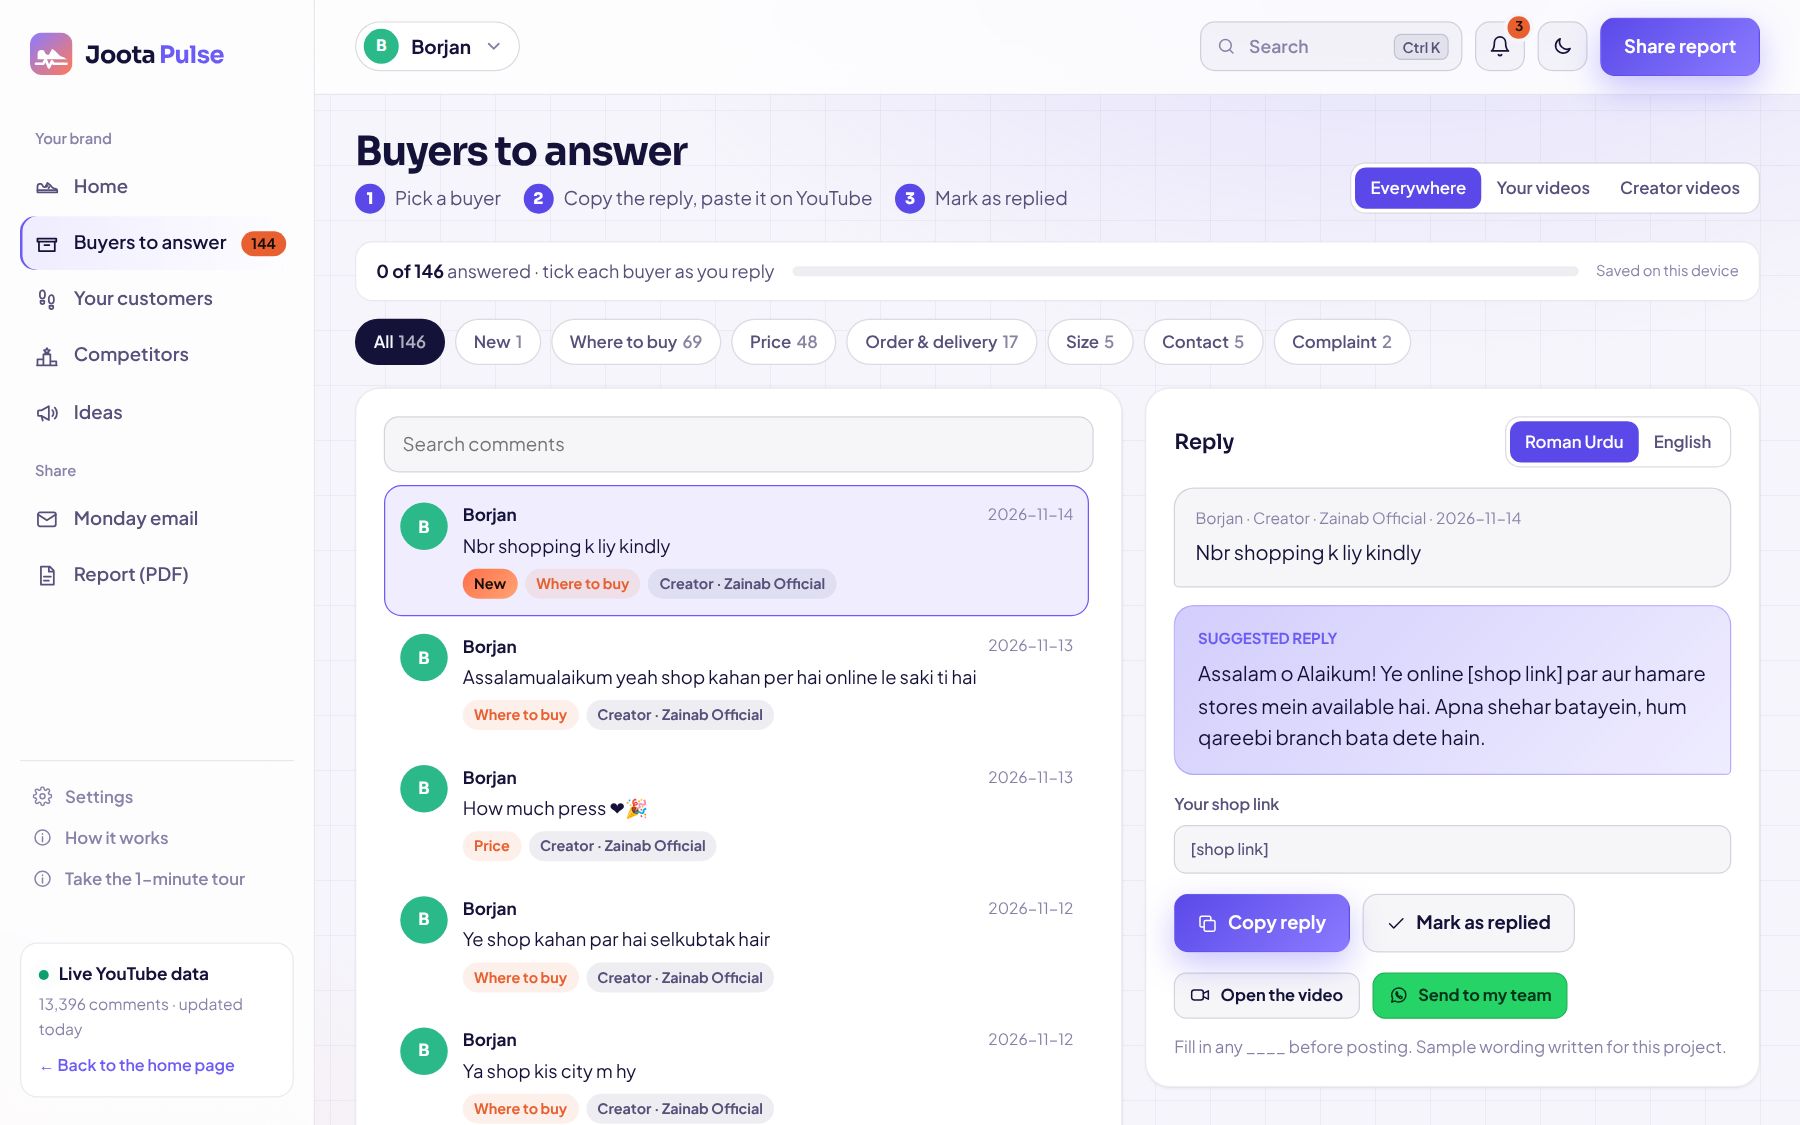 Joota Pulse
Your brand
Home
Buyers to answer 144
Your customers
Competitors
Ideas
Share
Monday email
Report (PDF)
Settings
How it works
Take the 1-minute tour
Live YouTube data
13,396 comments · updated
today
← Back to the home page
B Borjan
Search Ctrl K
3
Share report
Buyers to answer
1 Pick a buyer 2 Copy the reply, paste it on YouTube 3 Mark as replied
Everywhere Your videos Creator videos
0 of 146 answered · tick each buyer as you reply
Saved on this device
All 146 New 1 Where to buy 69 Price 48 Order & delivery 17 Size 5 Contact 5 Complaint 2
Search comments
B Borjan 2026-11-14
Nbr shopping k liy kindly
New Where to buy Creator · Zainab Official
B Borjan 2026-11-13
Assalamualaikum yeah shop kahan per hai online le saki ti hai
Where to buy Creator · Zainab Official
B Borjan 2026-11-13
How much press ❤🎉
Price Creator · Zainab Official
B Borjan 2026-11-12
Ye shop kahan par hai selkubtak hair
Where to buy Creator · Zainab Official
B Borjan 2026-11-12
Ya shop kis city m hy
Where to buy Creator · Zainab Official
Reply
Roman Urdu English
Borjan · Creator · Zainab Official · 2026-11-14
Nbr shopping k liy kindly
SUGGESTED REPLY
Assalam o Alaikum! Ye online [shop link] par aur hamare
stores mein available hai. Apna shehar batayein, hum
qareebi branch bata dete hain.
Your shop link
[shop link]
Copy reply Mark as replied
Open the video Send to my team
Fill in any ____ before posting. Sample wording written for this project.